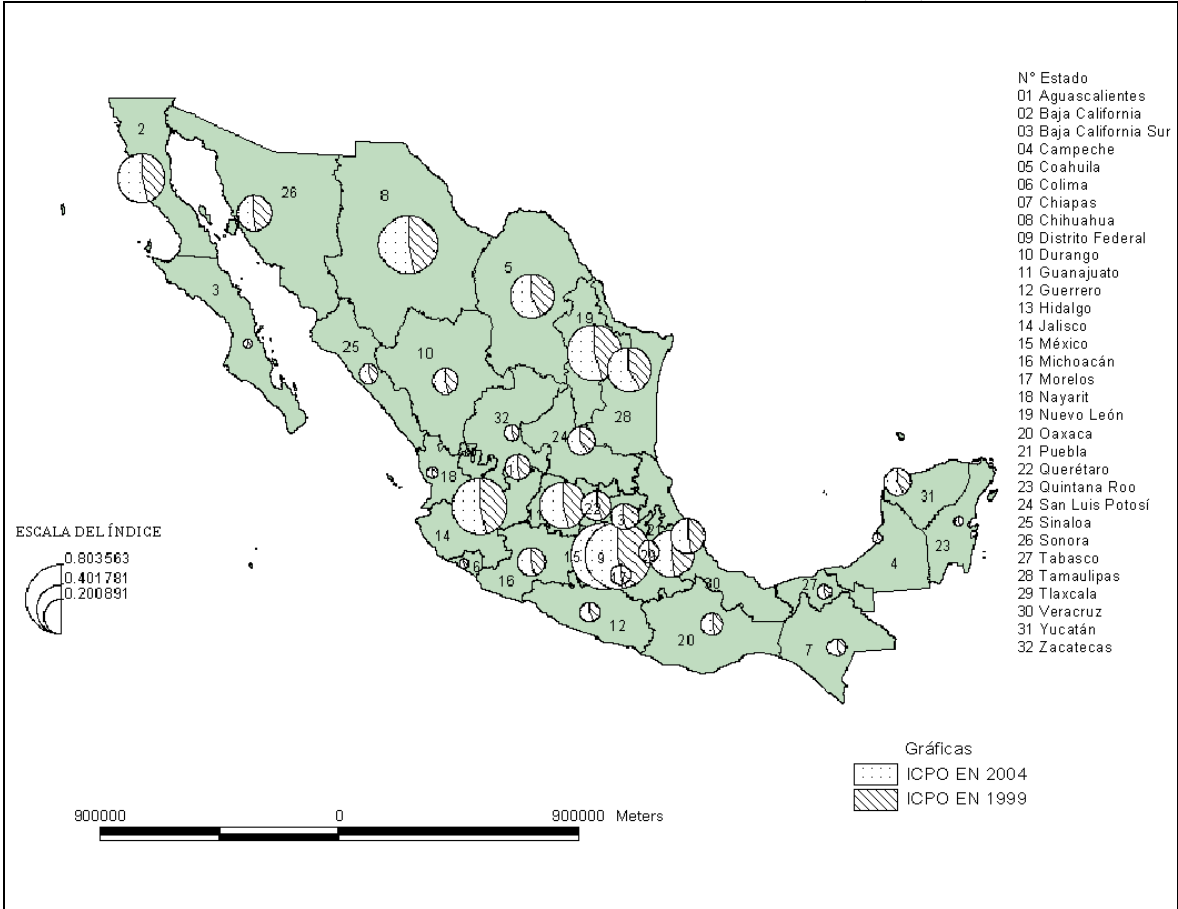 N° Estado
01 Aguascalientes
02 Baja California
03 Baja California Sur
04 Campeche
05 Coahuila
06 Colima
07 Chiapas
08 Chihuahua
09 Distrito Federal
10 Durango
11 Guanajuato
12 Guerrero
13 Hidalgo
14 Jalisco
15 México
16 Michoacán
17 Morelos
18 Nayarit
19 Nuevo León
20 Oaxaca
21 Puebla
22 Querétaro
23 Quintana Roo
24 San Luis Potosí
25 Sinaloa
26 Sonora
27 Tabasco
28 Tamaulipas
29 Tlaxcala
30 Veracruz
31 Yucatán
32 Zacatecas
2
26
8
3
5
19
25
10
28
32
24
18
31
14
15
9
21
23
16
4
30
27
12
20
7
ESCALA DEL ÍNDICE
0.803563
0.401781
0.200891
Gráficas
ICPO EN 2004
ICPO EN 1999
900000 0 900000 Meters